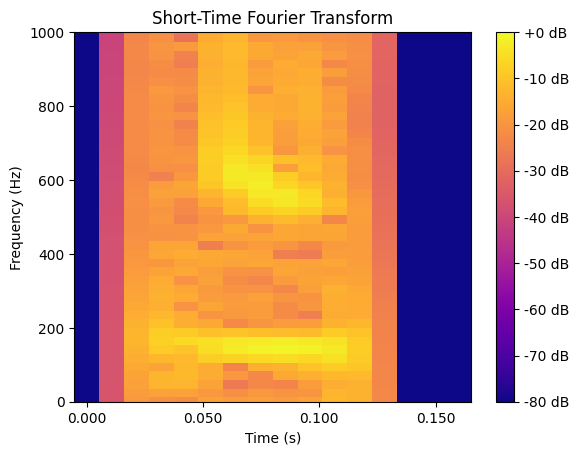 Short-Time Fourier Transform
Frequency (Hz)
1000
800
600
400
200
0
0.000
0.050
0.100
0.150
Time (s)
+0 dB
-10 dB
-20 dB
-30 dB
-40 dB
-50 dB
-60 dB
-70 dB
-80 dB